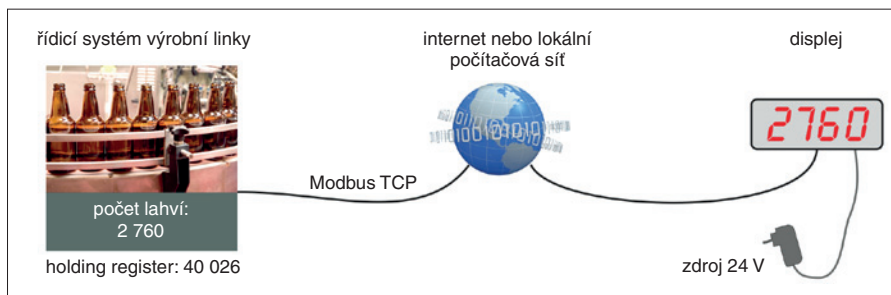 řídicí systém výrobní linky
internet nebo lokální
počítačová síť
displej
2760
Modbus TCP
počet lahví:
2 760
holding register: 40 026
zdroj 24 V